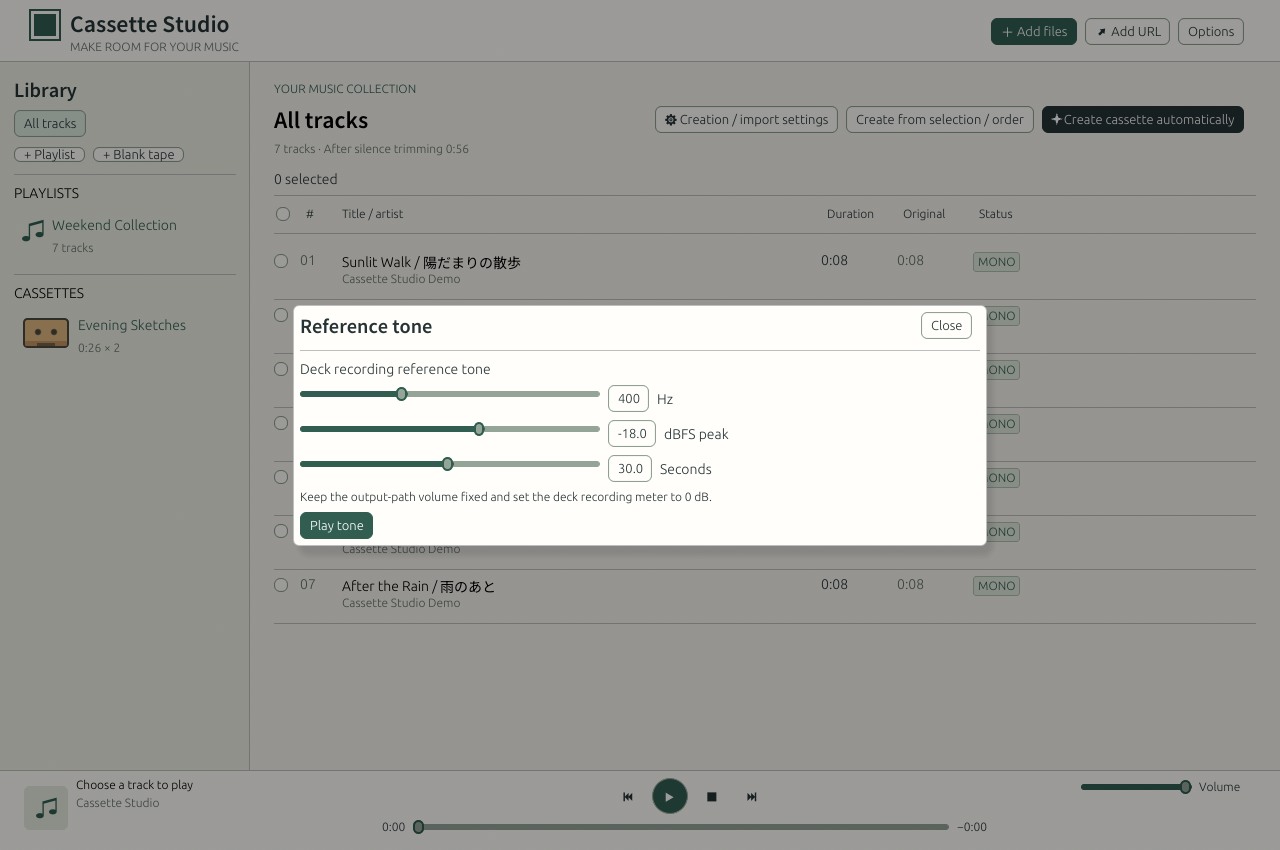 Cassette Studio
MAKE ROOM FOR YOUR MUSIC
+ Add files
Add URL
Options
Library
All tracks
+ Playlist
+ Blank tape
PLAYLISTS
Weekend Collection
7 tracks
CASSETTES
Evening Sketches
0:26 × 2
YOUR MUSIC COLLECTION
All tracks
Creation / import settings
Create from selection / order
Create cassette automatically
7 tracks · After silence trimming 0:56
0 selected
# Title / artist Duration Original Status
01 Sunlit Walk / 陽だまりの散歩 0:08 0:08 MONO
Cassette Studio Demo
Reference tone
Close
Deck recording reference tone
400 Hz
-18.0 dBFS peak
30.0 Seconds
Keep the output-path volume fixed and set the deck recording meter to 0 dB.
Play tone
Cassette Studio Demo
07 After the Rain / 雨のあと 0:08 0:08 MONO
Cassette Studio Demo
Choose a track to play
Cassette Studio
0:00
−0:00
Volume